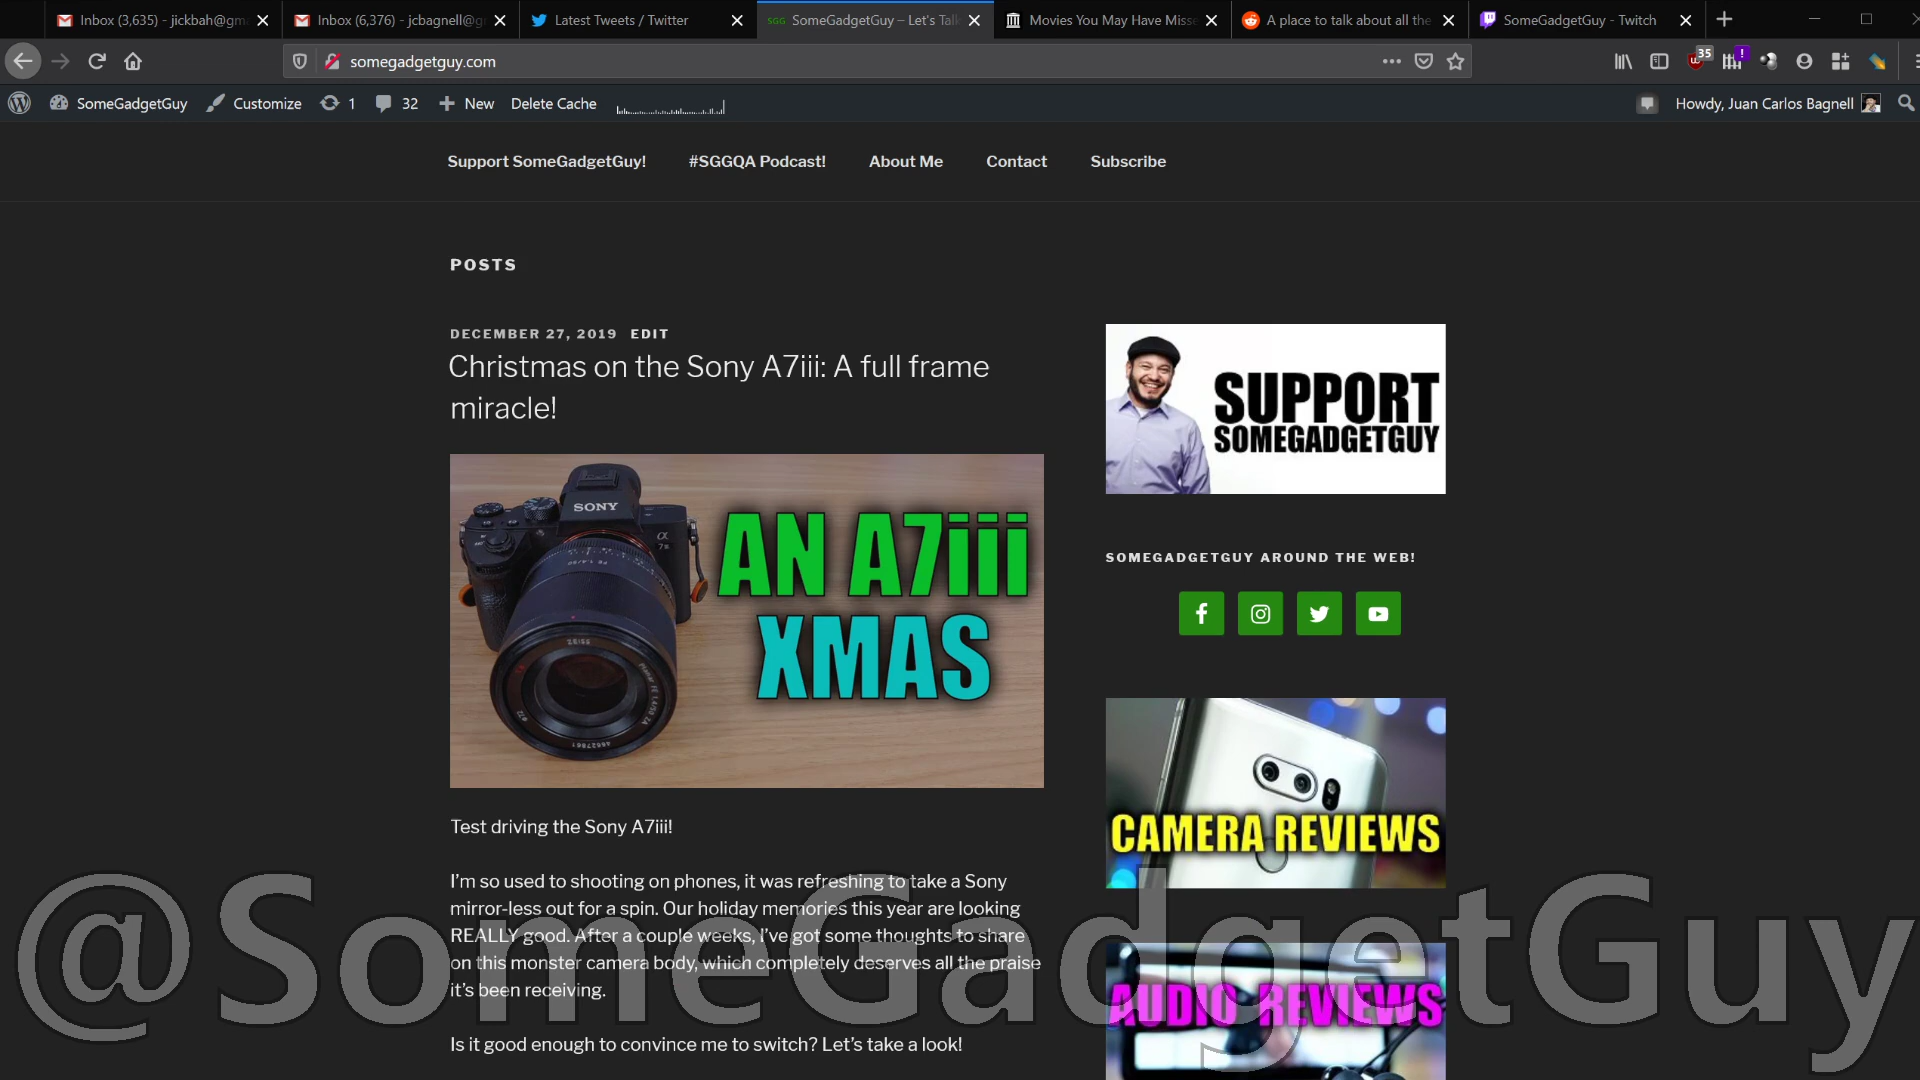 Inbox (3,635) - jickbah@gma
Inbox (6,376) - jcbagnell@g
Latest Tweets / Twitter
SGG SomeGadgetGuy – Let's Talk
Movies You May Have Misse
A place to talk about all the
SomeGadgetGuy - Twitch
somegadgetguy.com
35
!
SomeGadgetGuy
Customize
1
32
New
Delete Cache
Howdy, Juan Carlos Bagnell
Support SomeGadgetGuy!
#SGGQA Podcast!
About Me
Contact
Subscribe
POSTS
DECEMBER 27, 2019 EDIT
Christmas on the Sony A7iii: A full frame
miracle!
SONY
AN A7iii
XMAS
Test driving the Sony A7iii!
I'm so used to shooting on phones, it was refreshing to take a Sony
mirror-less out for a spin. Our holiday memories this year are looking
REALLY good. After a couple weeks, I've got some thoughts to share
on this monster camera body, which completely deserves all the praise
it's been receiving.
Is it good enough to convince me to switch? Let's take a look!
SUPPORT
SOMEGADGETGUY
SOMEGADGETGUY AROUND THE WEB!
CAMERA REVIEWS
AUDIO REVIEWS
@SomeGadgetGuy